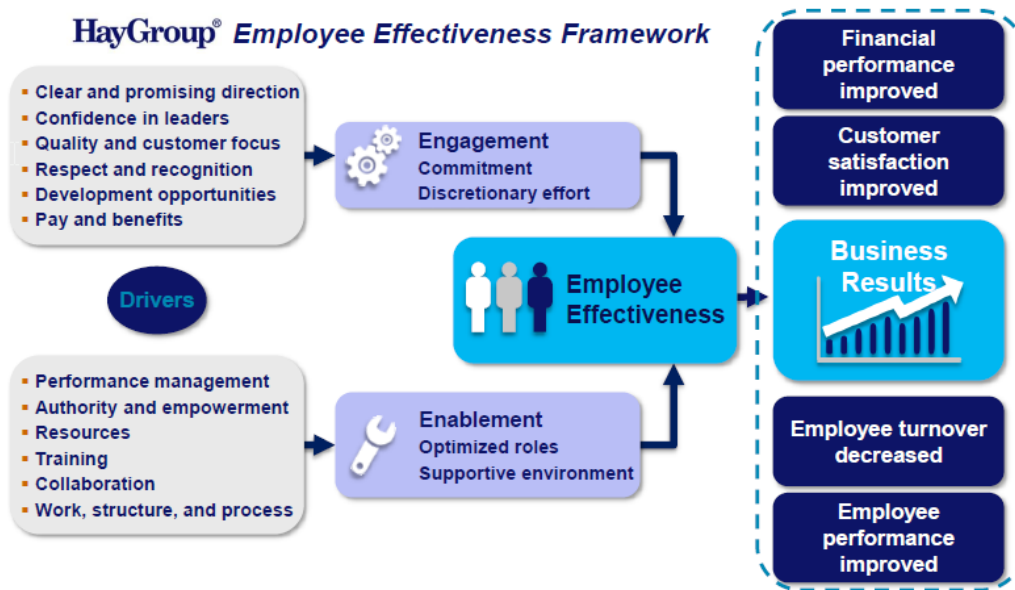 HayGroup® Employee Effectiveness Framework
Clear and promising direction
Confidence in leaders
Quality and customer focus
Respect and recognition
Development opportunities
Pay and benefits
Drivers
Performance management
Authority and empowerment
Resources
Training
Collaboration
Work, structure, and process
Engagement
Commitment
Discretionary effort
Enablement
Optimized roles
Supportive environment
Employee
Effectiveness
Financial
performance
improved
Customer
satisfaction
improved
Business
Results
Employee turnover
decreased
Employee
performance
improved